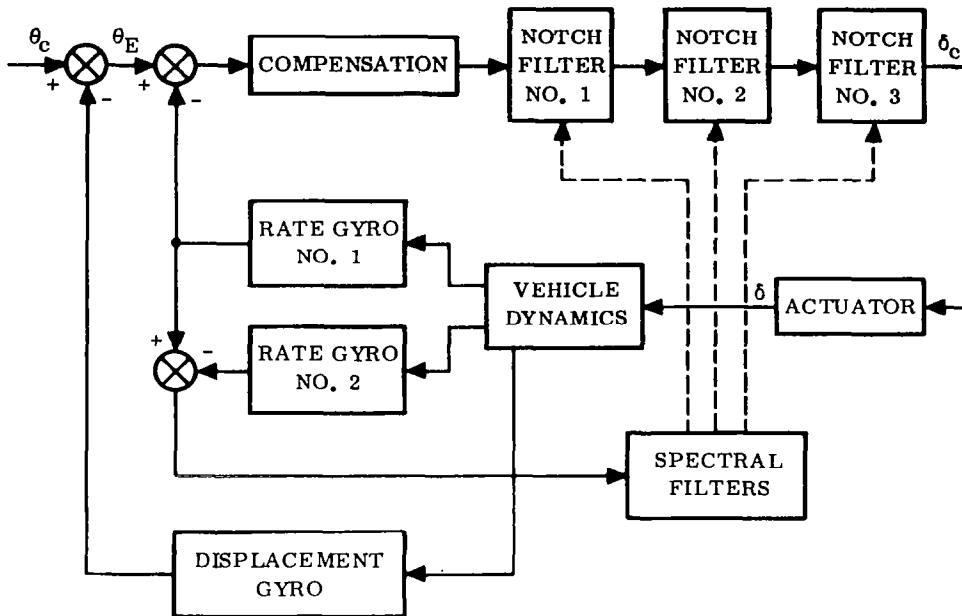 θc
+
-
θE
+
-
COMPENSATION
NOTCH
FILTER
NO. 1
NOTCH
FILTER
NO. 2
NOTCH
FILTER
NO. 3
δc
RATE GYRO
NO. 1
VEHICLE
DYNAMICS
δ
ACTUATOR
+
-
RATE GYRO
NO. 2
SPECTRAL
FILTERS
DISPLACEMENT
GYRO